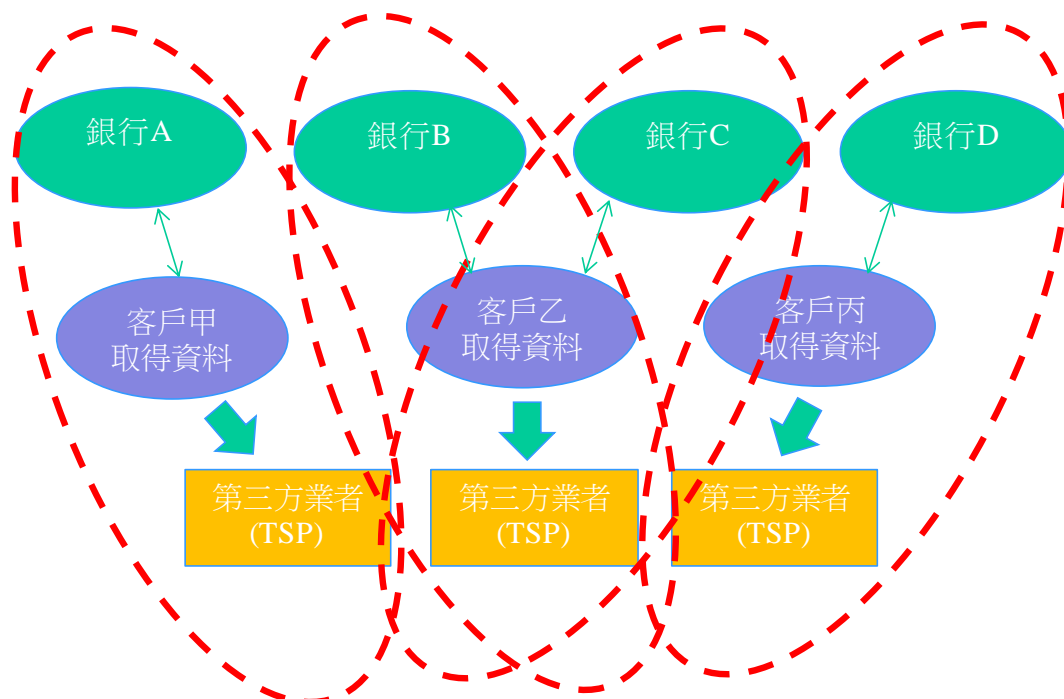 銀行A
銀行B
銀行C
銀行D
客戶甲
取得資料
客戶乙
取得資料
客戶丙
取得資料
第三方業者
(TSP)
第三方業者
(TSP)
第三方業者
(TSP)